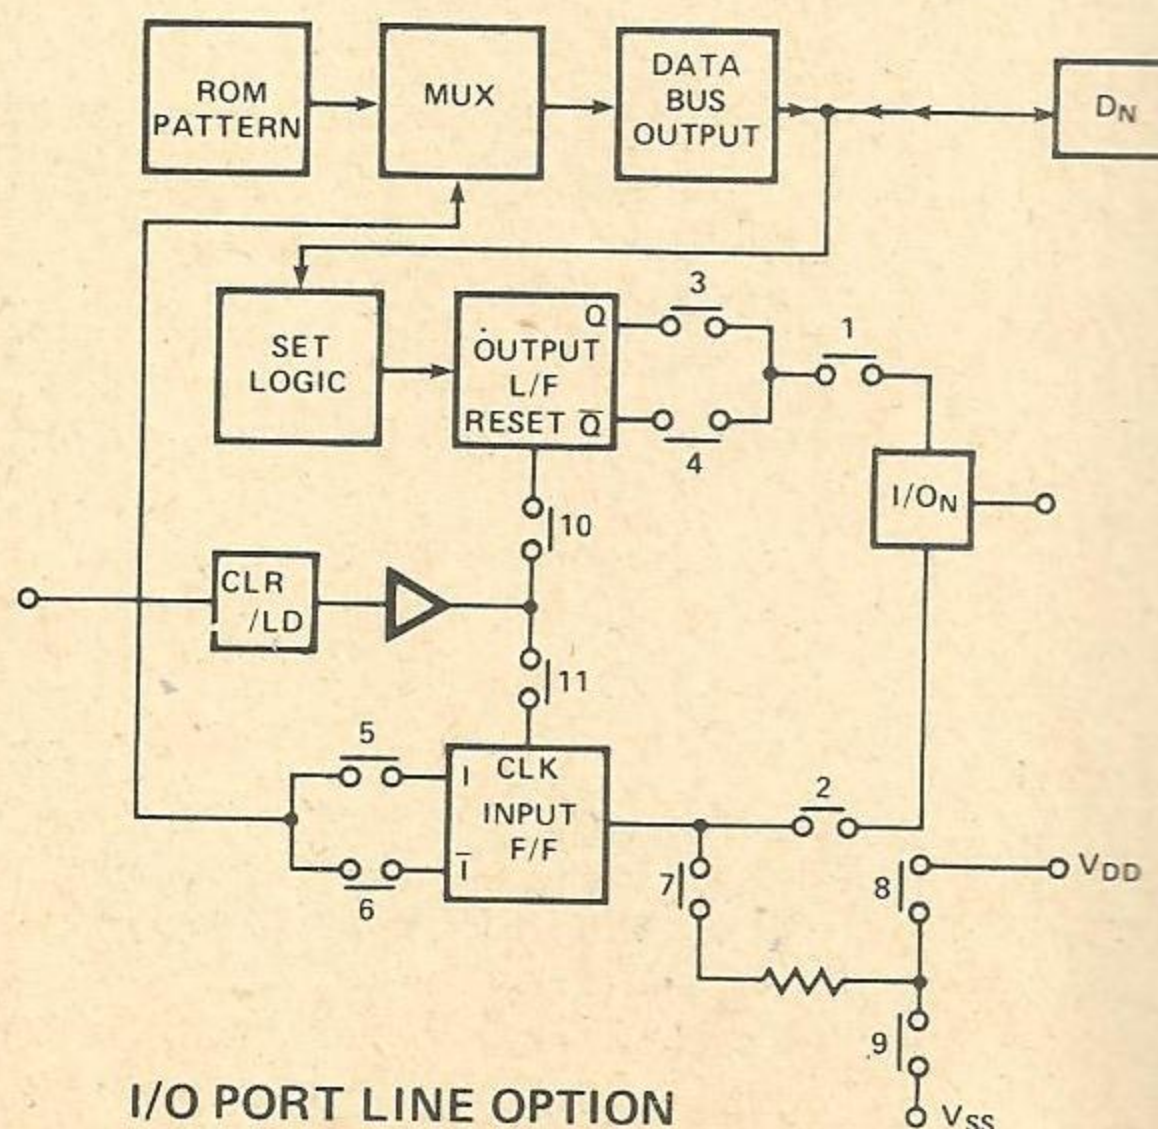 ROM
PATTERN
MUX
DATA
BUS
OUTPUT
DN
SET
LOGIC
Q
OUTPUT
L/F
RESET Q̅
3
4
1
I/ON
10
CLR
/LD
11
5
6
I CLK
INPUT
I̅ F/F
2
7
8
VDD
9
VSS
I/O PORT LINE OPTION